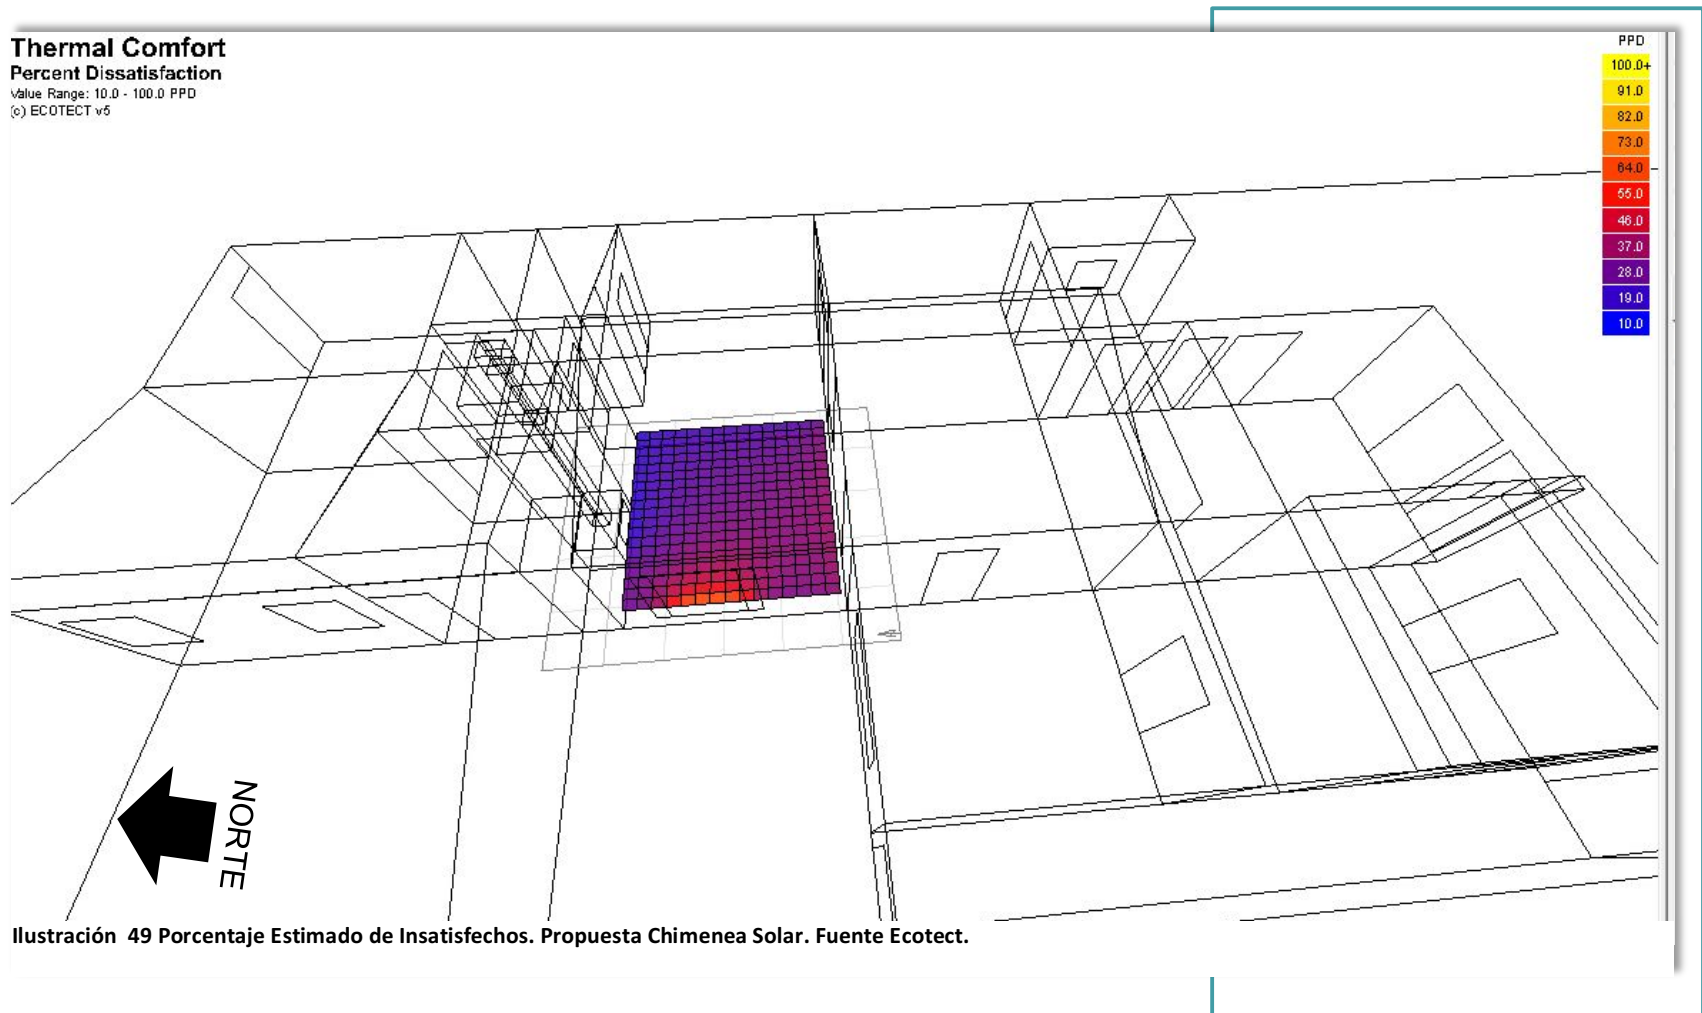 Thermal Comfort
Percent Dissatisfaction
Value Range: 10.0 - 100.0 PPD
(c) ECOTECT v5
PPD
100.0+
91.0
82.0
73.0
64.0
55.0
46.0
37.0
28.0
19.0
10.0
NORTE
Ilustración 49 Porcentaje Estimado de Insatisfechos. Propuesta Chimenea Solar. Fuente Ecotect.